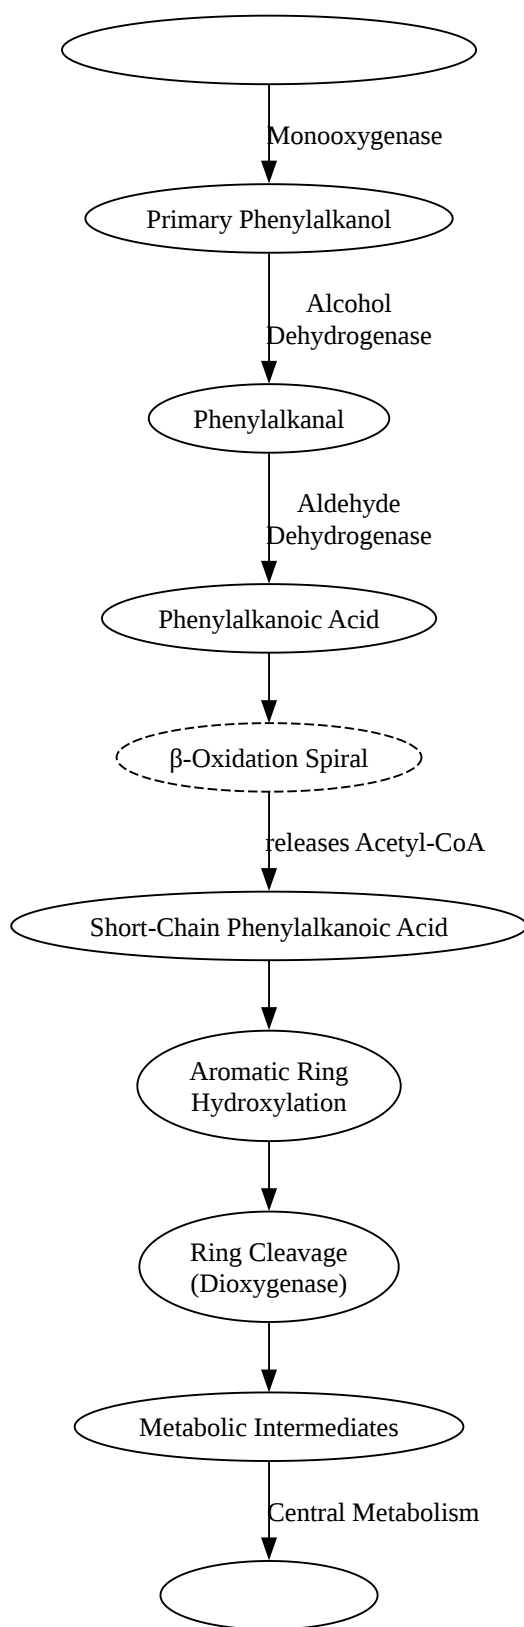 Monooxygenase
Primary Phenylalkanol
Alcohol
Dehydrogenase
Phenylalkanal
Aldehyde
Dehydrogenase
Phenylalkanoic Acid
β-Oxidation Spiral
releases Acetyl-CoA
Short-Chain Phenylalkanoic Acid
Aromatic Ring
Hydroxylation
Ring Cleavage
(Dioxygenase)
Metabolic Intermediates
Central Metabolism